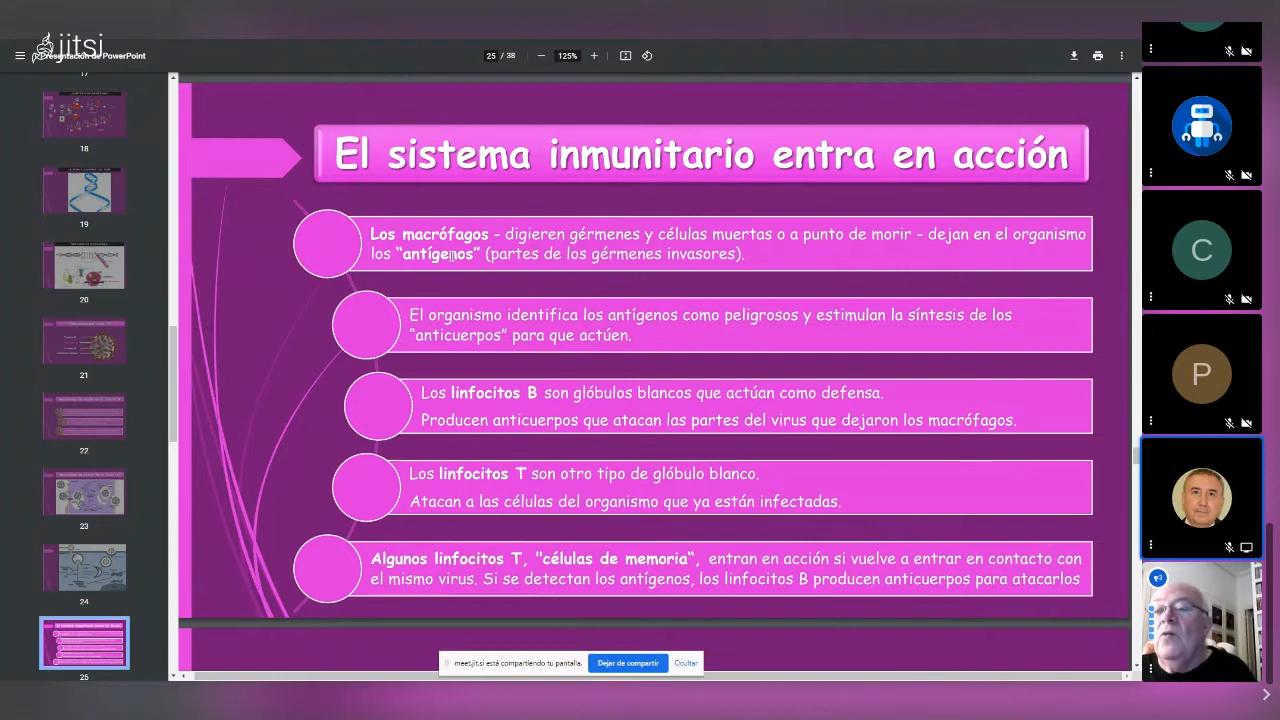 jitsi
Presentación de PowerPoint
25 / 38
125%
17
18
19
20
21
22
23
24
25
El sistema inmunitario entra en acción
Los macrófagos - digieren gérmenes y células muertas o a punto de morir - dejan en el organismo
los “antígenos” (partes de los gérmenes invasores).
El organismo identifica los antígenos como peligrosos y estimulan la síntesis de los
“anticuerpos” para que actúen.
Los linfocitos B son glóbulos blancos que actúan como defensa.
Producen anticuerpos que atacan las partes del virus que dejaron los macrófagos.
Los linfocitos T son otro tipo de glóbulo blanco.
Atacan a las células del organismo que ya están infectadas.
Algunos linfocitos T, "células de memoria“, entran en acción si vuelve a entrar en contacto con
el mismo virus. Si se detectan los antígenos, los linfocitos B producen anticuerpos para atacarlos
meet.jit.si está compartiendo tu pantalla.
Dejar de compartir
Ocultar
C
P